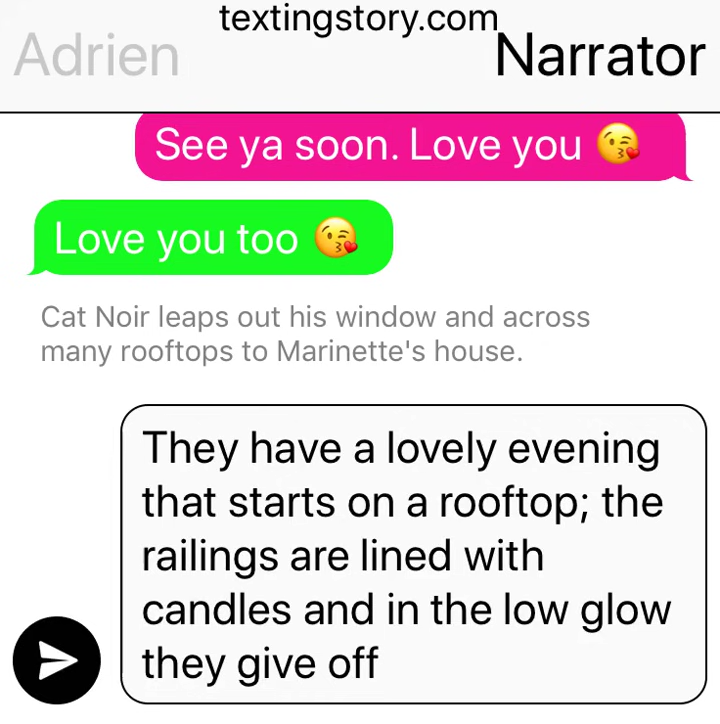 textingstory.com
Adrien
Narrator
See ya soon. Love you 😘
Love you too 😘
Cat Noir leaps out his window and across
many rooftops to Marinette's house.
They have a lovely evening
that starts on a rooftop; the
railings are lined with
candles and in the low glow
they give off